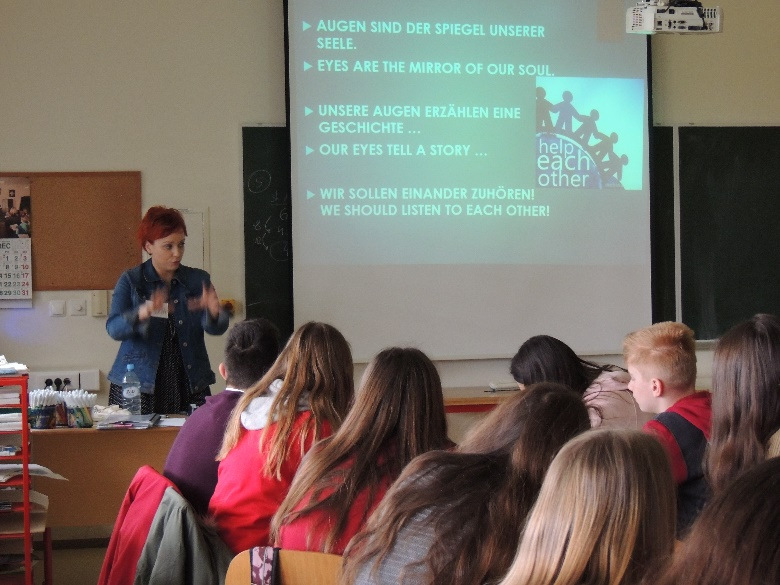 AUGEN SIND DER SPIEGEL UNSERER
SEELE.
EYES ARE THE MIRROR OF OUR SOUL.
UNSERE AUGEN ERZÄHLEN EINE
GESCHICHTE ...
OUR EYES TELL A STORY ...
help
each
other
WIR SOLLEN EINANDER ZUHÖREN!
WE SHOULD LISTEN TO EACH OTHER!